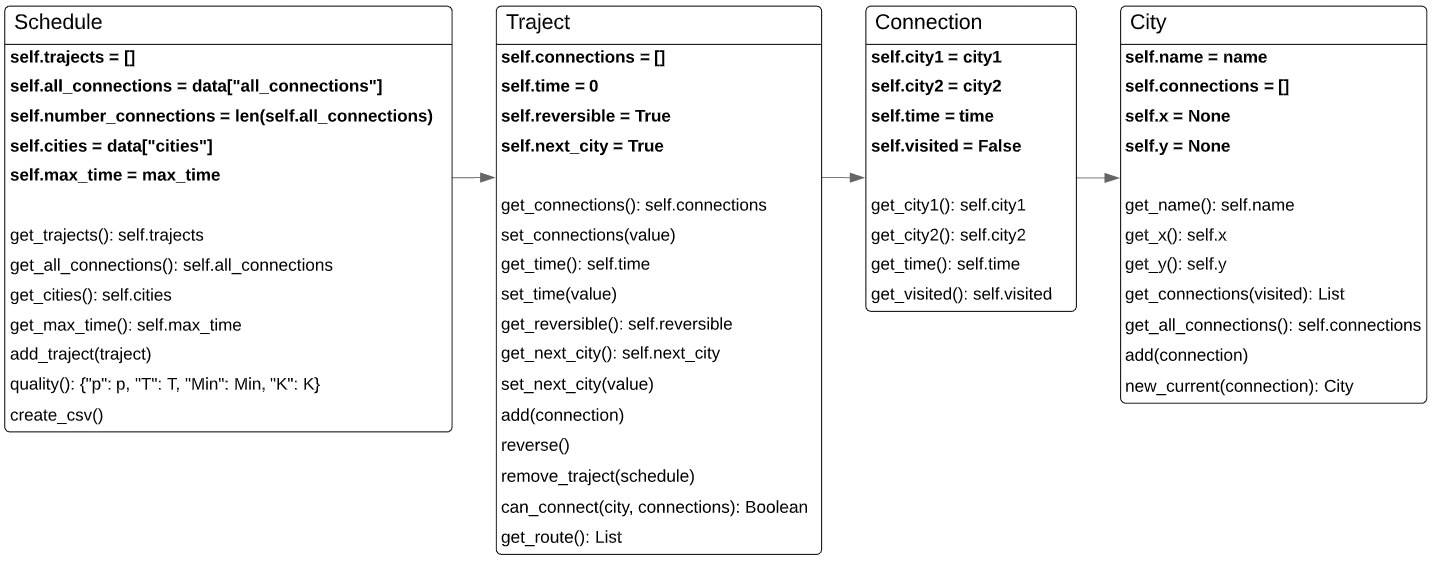 Schedule
self.trajects = []
self.all_connections = data["all_connections"]
self.number_connections = len(self.all_connections)
self.cities = data["cities"]
self.max_time = max_time
get_trajects(): self.trajects
get_all_connections(): self.all_connections
get_cities(): self.cities
get_max_time(): self.max_time
add_traject(traject)
quality(): {"p": p, "T": T, "Min": Min, "K": K}
create_csv()
Traject
self.connections = []
self.time = 0
self.reversible = True
self.next_city = True
get_connections(): self.connections
set_connections(value)
get_time(): self.time
set_time(value)
get_reversible(): self.reversible
get_next_city(): self.next_city
set_next_city(value)
add(connection)
reverse()
remove_traject(schedule)
can_connect(city, connections): Boolean
get_route(): List
Connection
self.city1 = city1
self.city2 = city2
self.time = time
self.visited = False
get_city1(): self.city1
get_city2(): self.city2
get_time(): self.time
get_visited(): self.visited
City
self.name = name
self.connections = []
self.x = None
self.y = None
get_name(): self.name
get_x(): self.x
get_y(): self.y
get_connections(visited): List
get_all_connections(): self.connections
add(connection)
new_current(connection): City